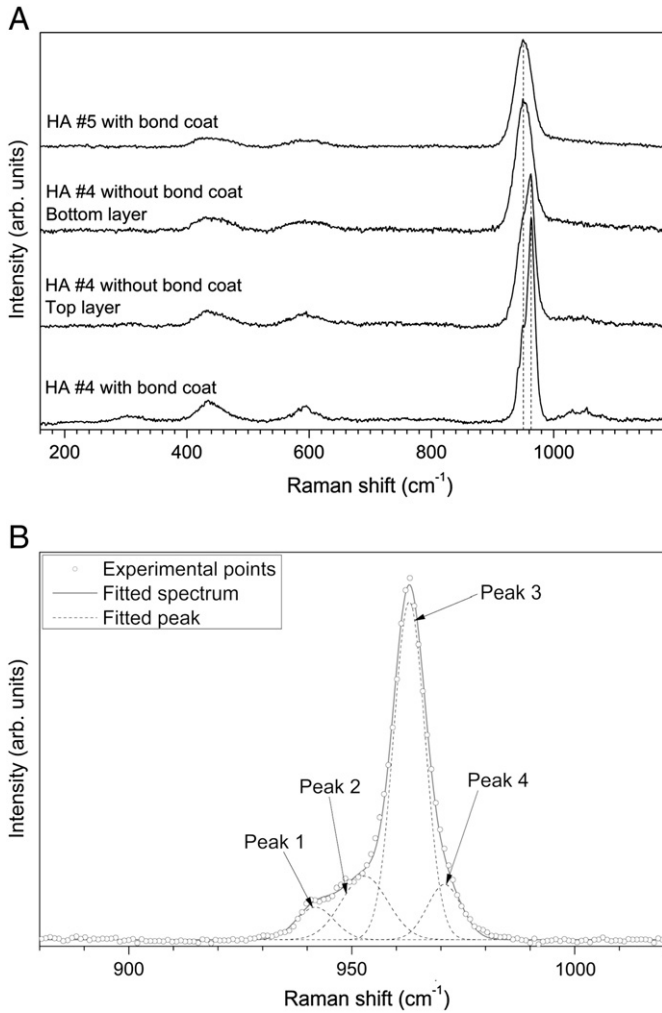 A
HA #5 with bond coat
HA #4 without bond coat
Bottom layer
HA #4 without bond coat
Top layer
HA #4 with bond coat
Intensity (arb. units)
200 400 600 800 1000
Raman shift (cm⁻¹)
B
Experimental points
Fitted spectrum
Fitted peak
Peak 3
Peak 2
Peak 4
Peak 1
Intensity (arb. units)
900 950 1000
Raman shift (cm⁻¹)